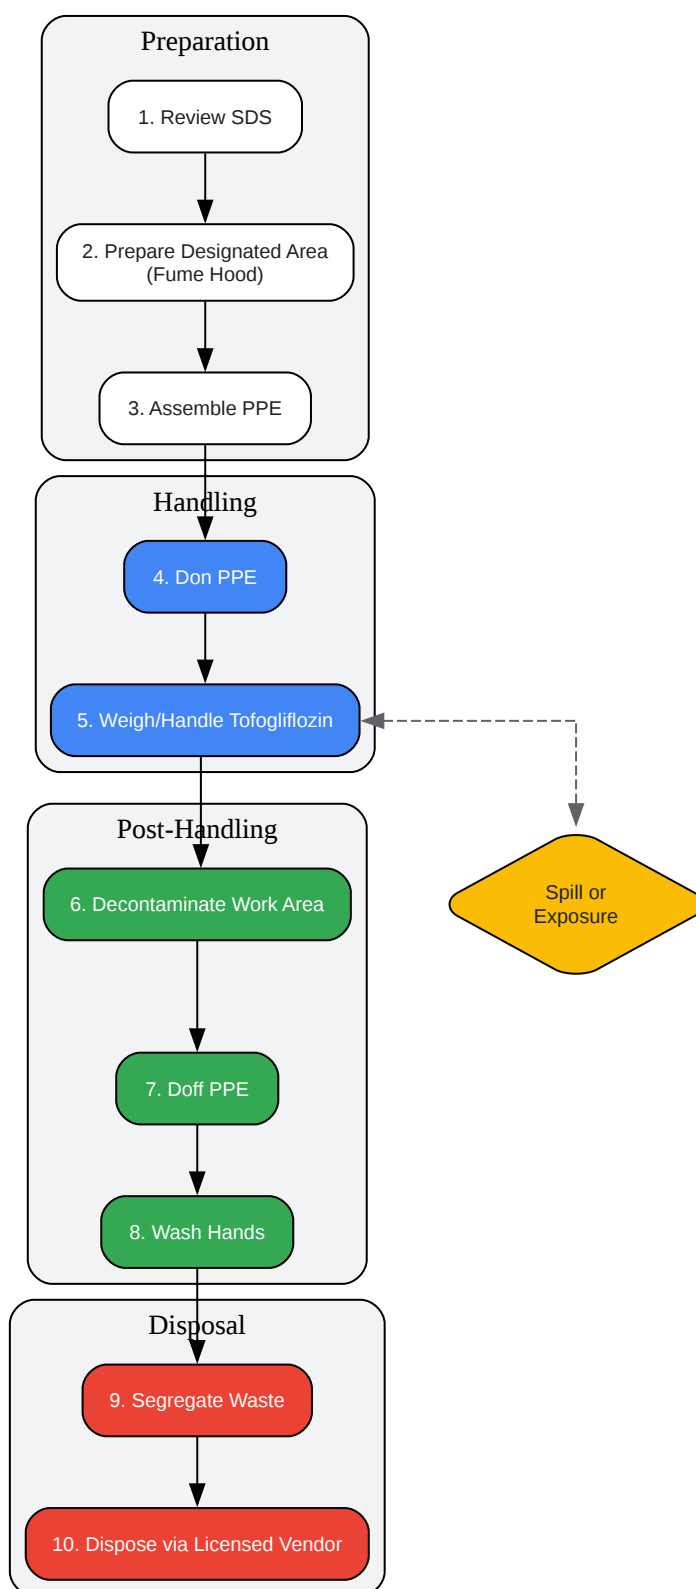 Preparation
1. Review SDS
2. Prepare Designated Area
(Fume Hood)
3. Assemble PPE
Handling
4. Don PPE
5. Weigh/Handle Tofogliflozin
Post-Handling
6. Decontaminate Work Area
Spill or
Exposure
7. Doff PPE
8. Wash Hands
Disposal
9. Segregate Waste
10. Dispose via Licensed Vendor